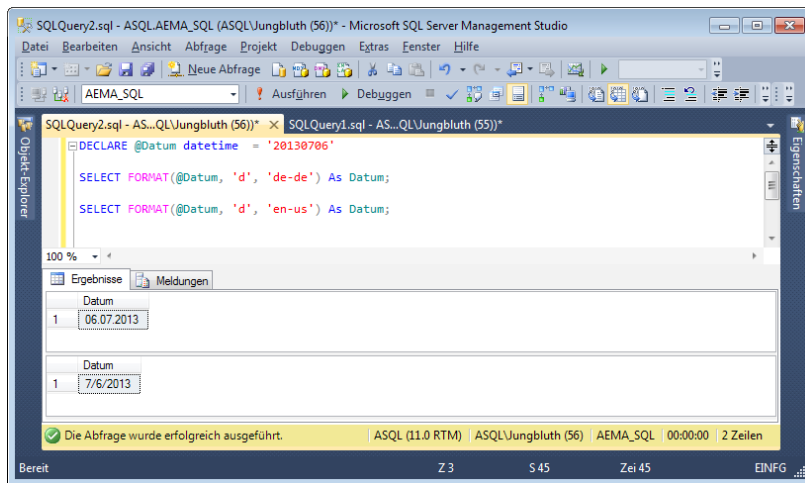 SQLQuery2.sql - ASQL.AEMA_SQL (ASQL\Jungbluth (56))* - Microsoft SQL Server Management Studio
Datei Bearbeiten Ansicht Abfrage Projekt Debuggen Extras Fenster Hilfe
Neue Abfrage
AEMA_SQL Ausführen Debuggen
SQLQuery2.sql - AS...QL\Jungbluth (56))* SQLQuery1.sql - AS...QL\Jungbluth (55))*
Objekt-Explorer
Eigenschaften
DECLARE @Datum datetime = '20130706'
SELECT FORMAT(@Datum, 'd', 'de-de') As Datum;
SELECT FORMAT(@Datum, 'd', 'en-us') As Datum;
100 %
Ergebnisse Meldungen
Datum
1 06.07.2013
Datum
1 7/6/2013
Die Abfrage wurde erfolgreich ausgeführt. ASQL (11.0 RTM) ASQL\Jungbluth (56) AEMA_SQL 00:00:00 2 Zeilen
Bereit Z 3 S 45 Zei 45 EINFG